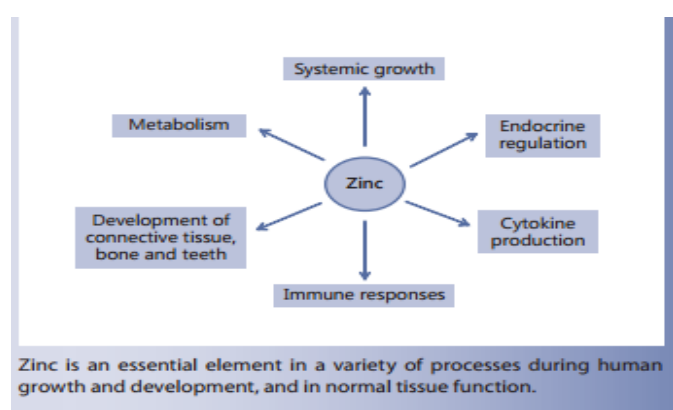 Systemic growth
Metabolism
Endocrine
regulation
Zinc
Development of
connective tissue,
bone and teeth
Cytokine
production
Immune responses
Zinc is an essential element in a variety of processes during human
growth and development, and in normal tissue function.